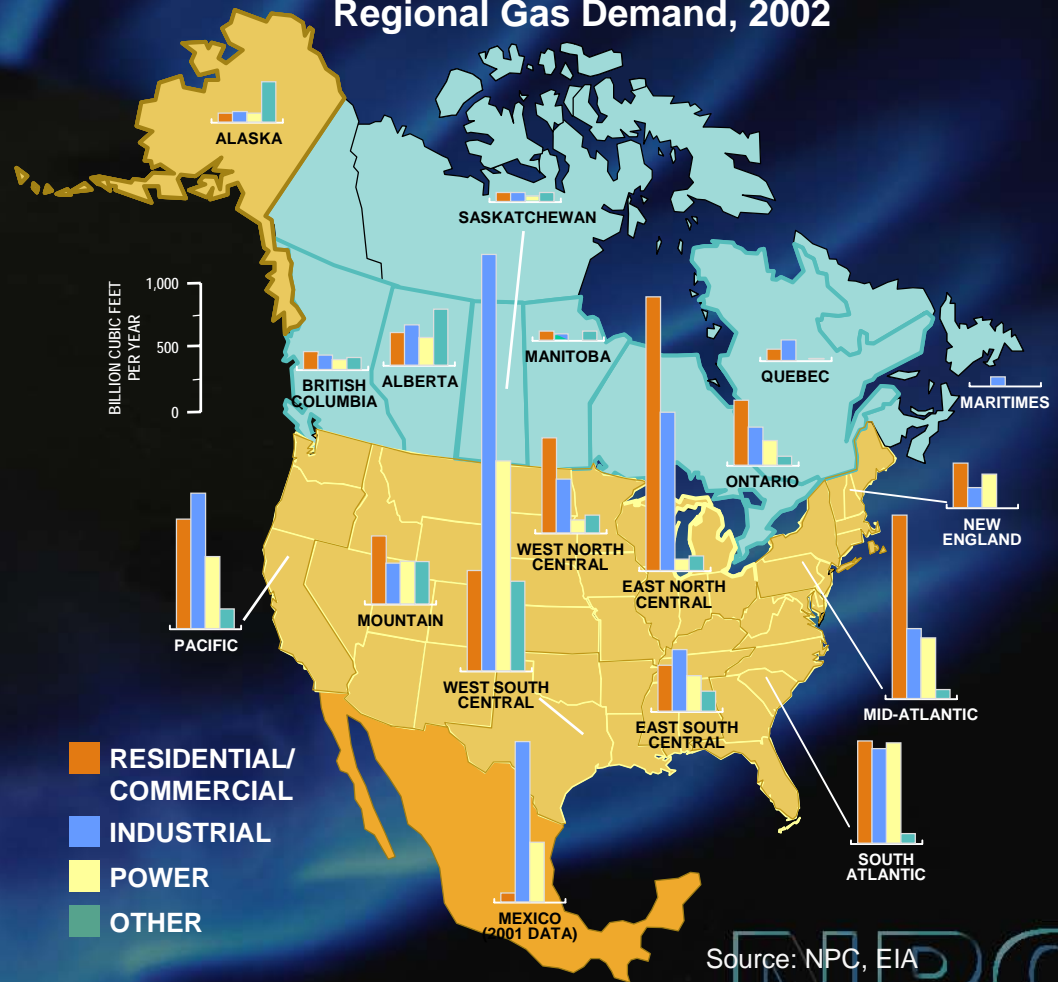 Regional Gas Demand, 2002
ALASKA
SASKATCHEWAN
BILLION CUBIC FEET
PER YEAR
1,000
500
0
BRITISH
COLUMBIA
ALBERTA
MANITOBA
QUEBEC
MARITIMES
ONTARIO
NEW
ENGLAND
WEST NORTH
CENTRAL
EAST NORTH
CENTRAL
MOUNTAIN
PACIFIC
WEST SOUTH
CENTRAL
EAST SOUTH
CENTRAL
MID-ATLANTIC
SOUTH
ATLANTIC
RESIDENTIAL/
COMMERCIAL
INDUSTRIAL
POWER
OTHER
MEXICO
(2001 DATA)
Source: NPC, EIA